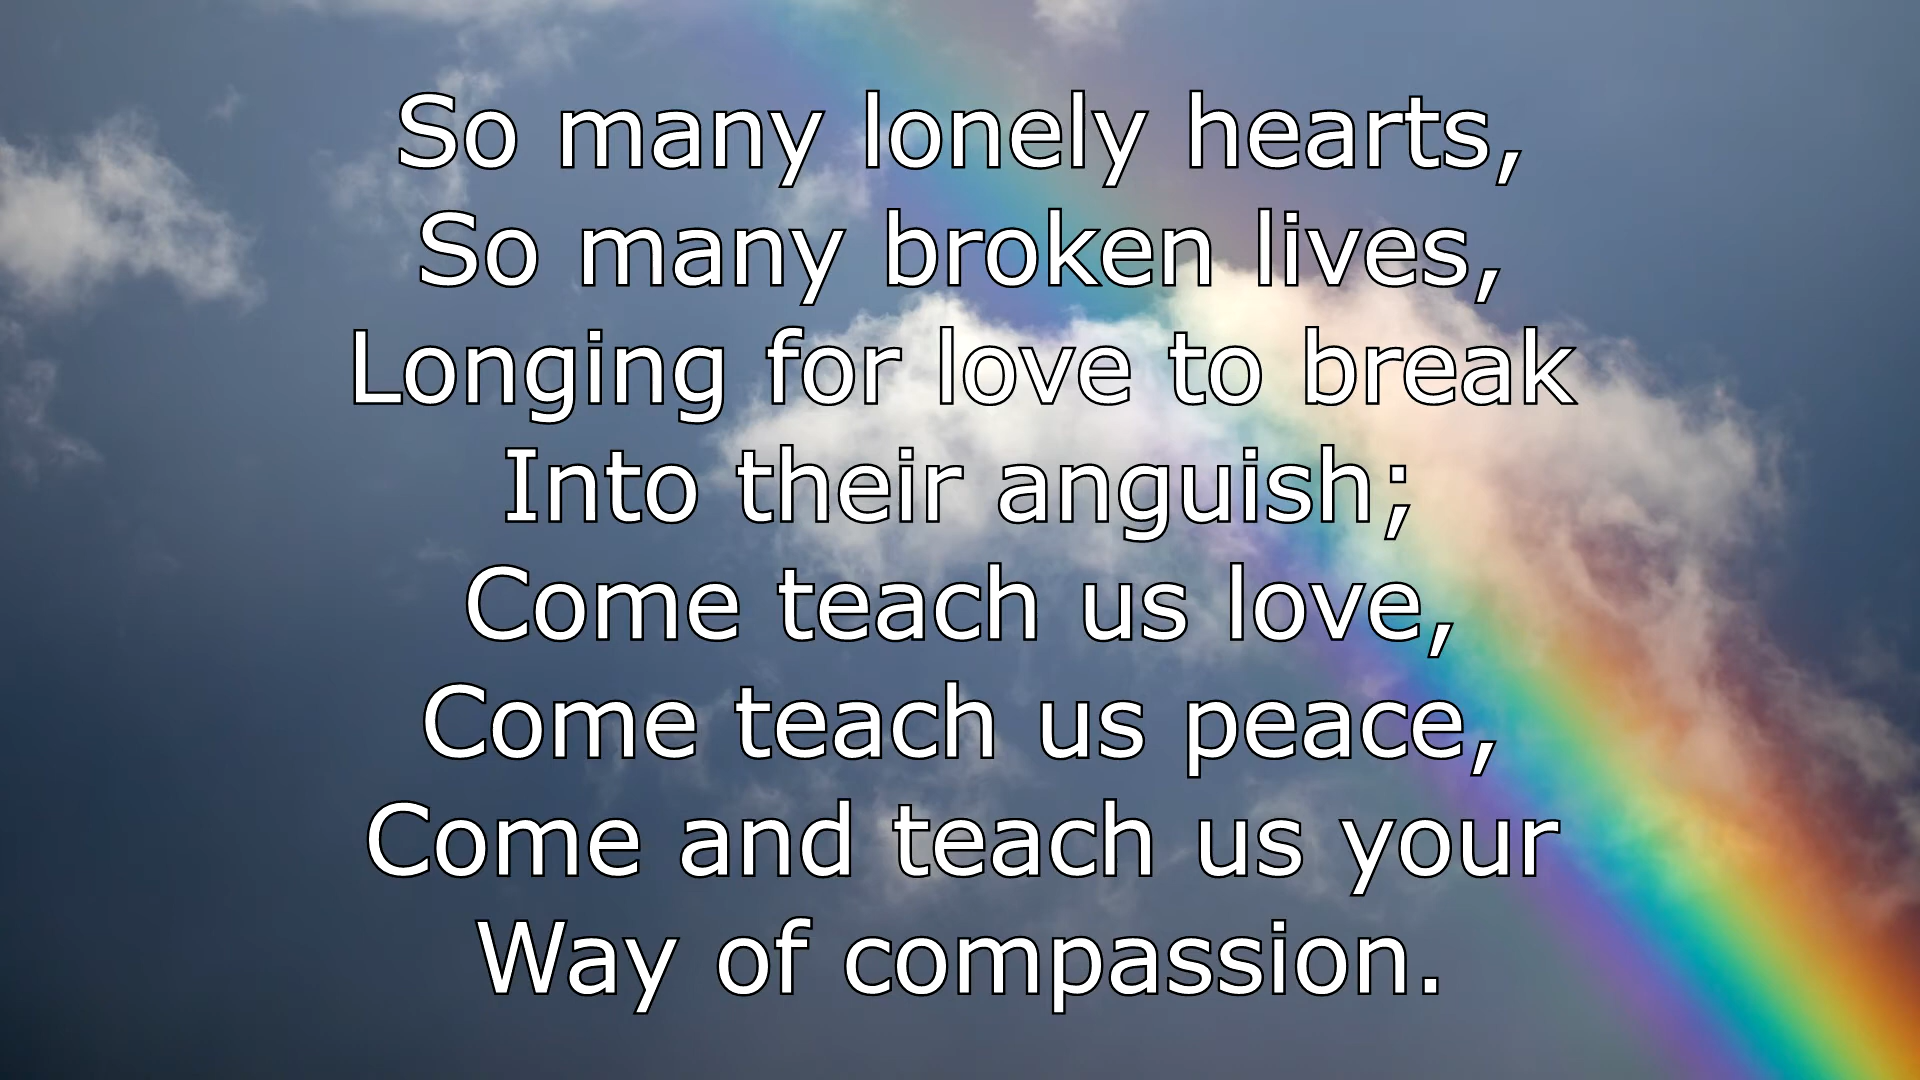 So many lonely hearts,
So many broken lives,
Longing for love to break
Into their anguish;
Come teach us love,
Come teach us peace,
Come and teach us your
Way of compassion.